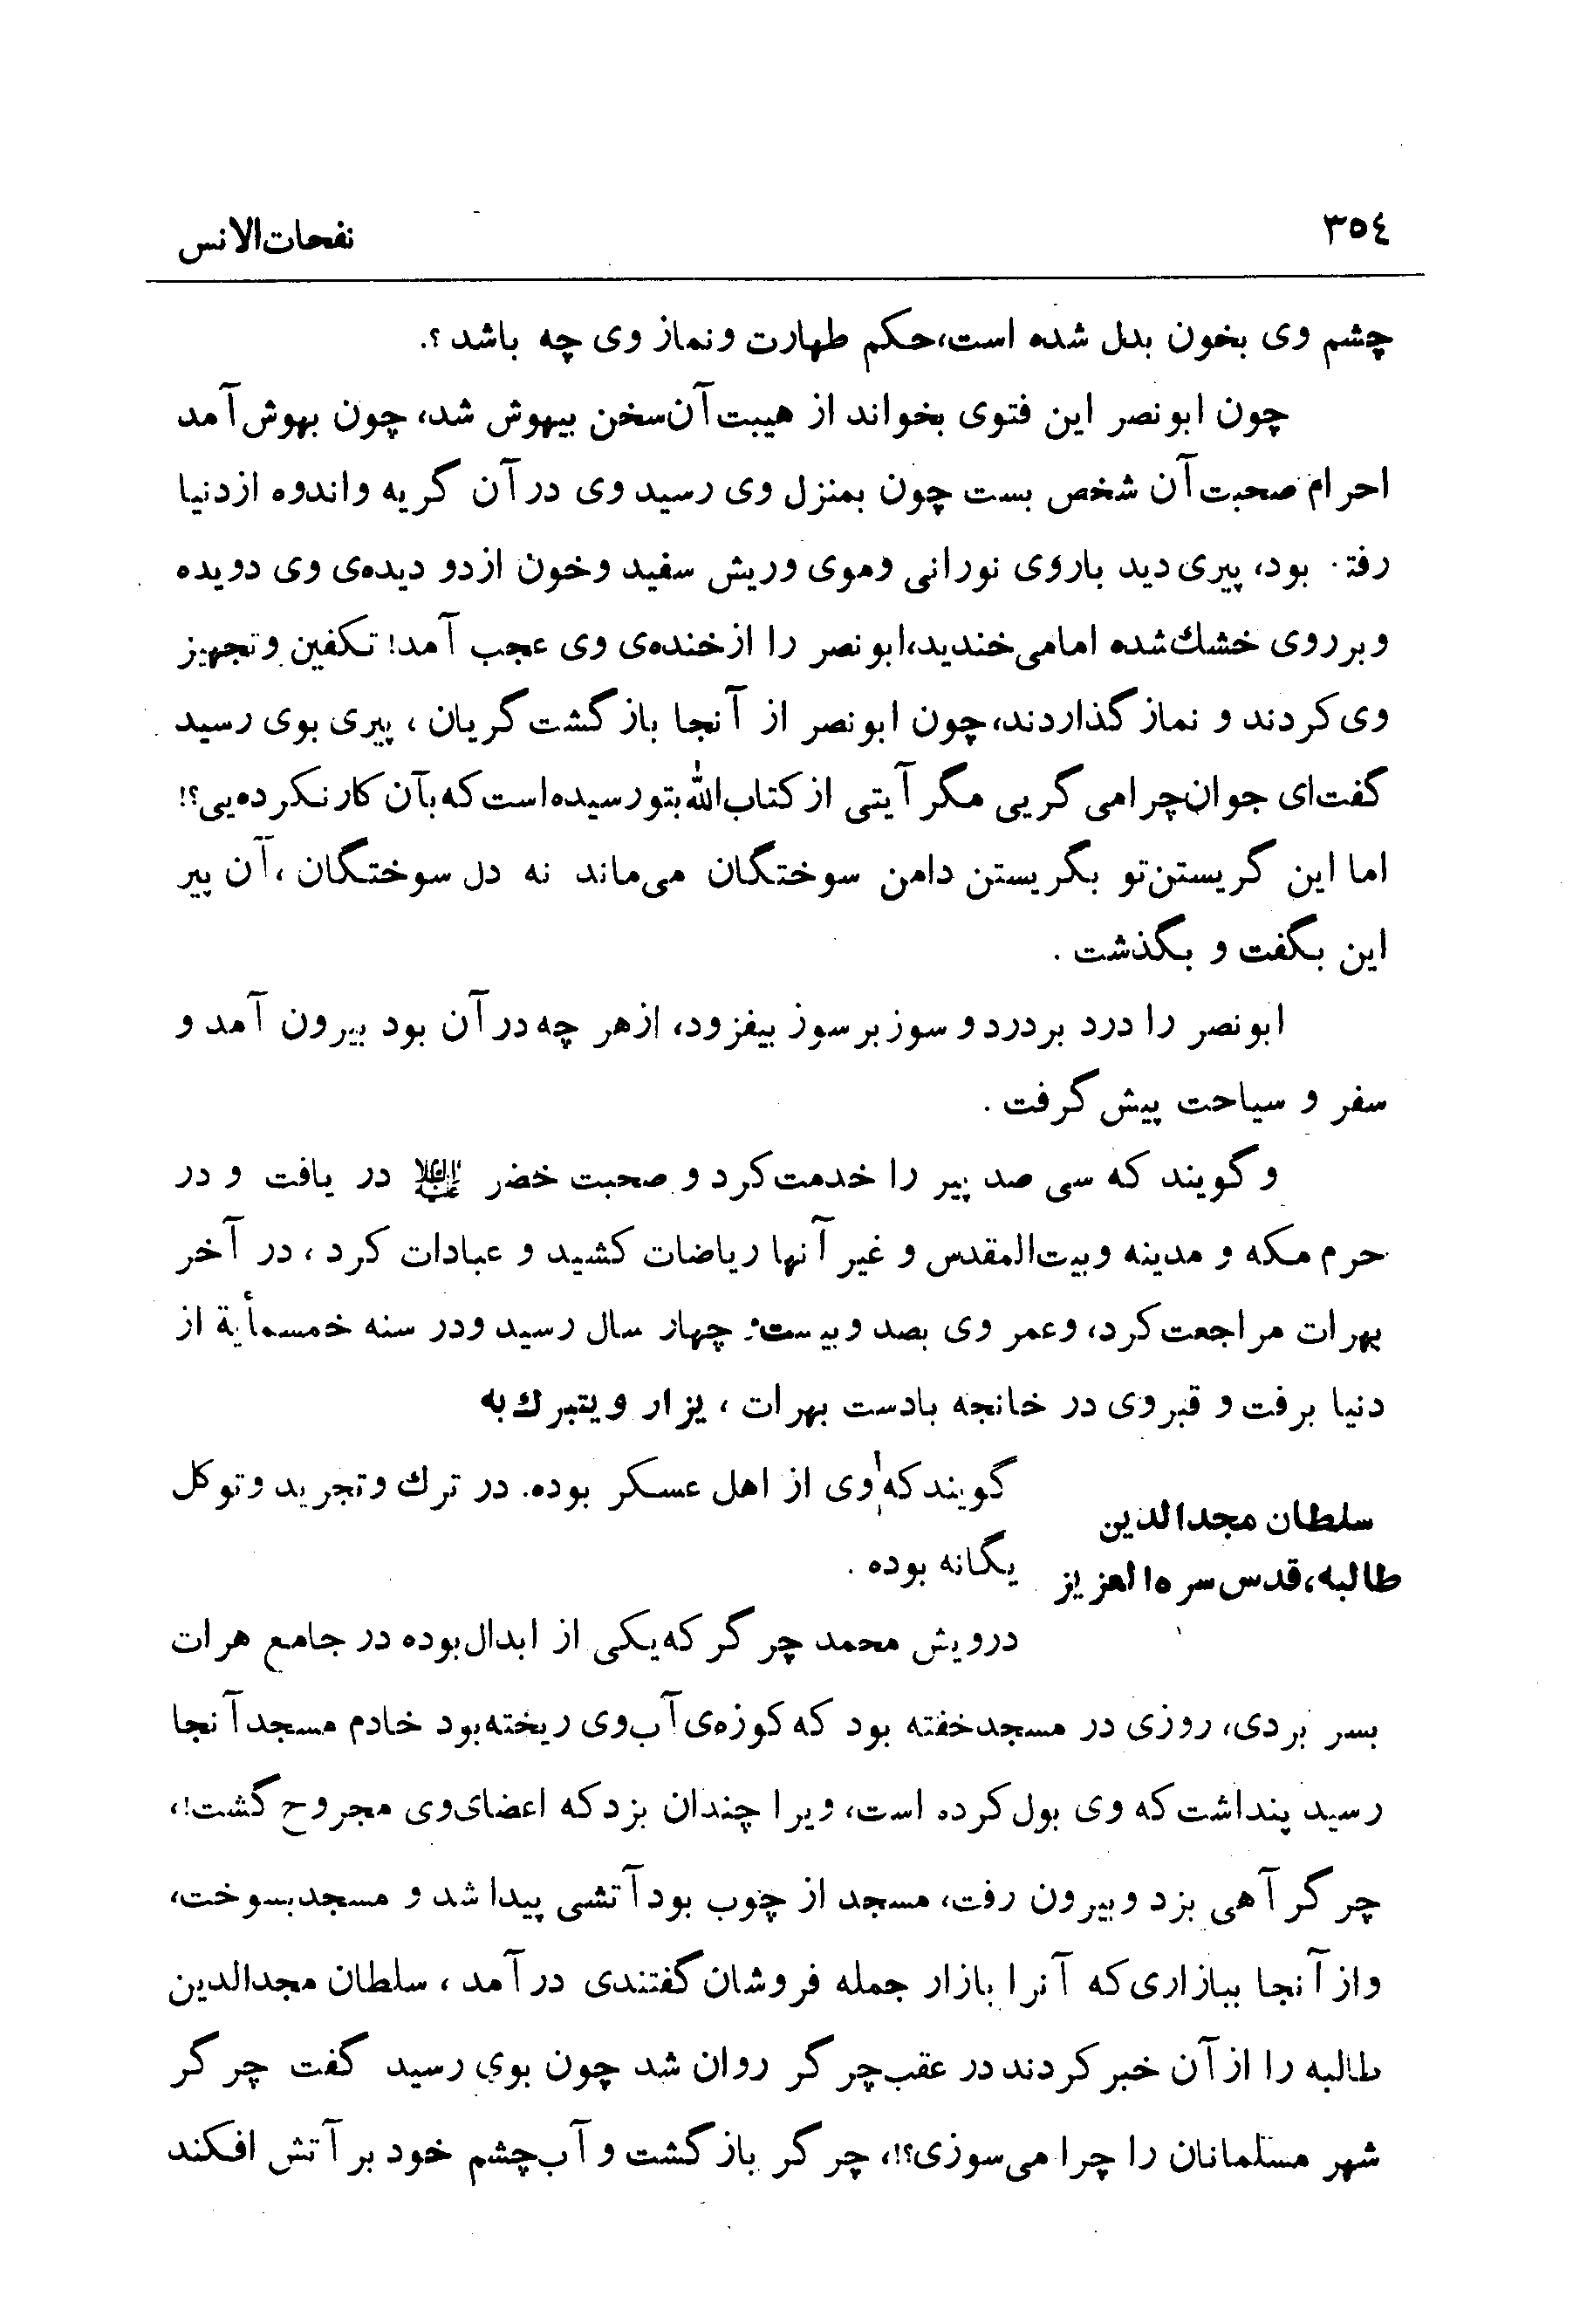 ٣٥٤
نفحات‌الانس
چشم وی بخون بدل شده است،حکم طهارت ونماز وی چه باشد ؟.
چون ابونصر این فتوی بخواند از هیبت‌آن‌سخن بیهوش شد، چون بهوش‌آمد
احرام صحبت‌آن شخص بست چون بمنزل وی رسید وی درآن گریه واندوه ازدنیا
رفته بود، پیری دید باروی نورانی وموی وریش سفید وخون ازدو دیده‌ی وی دویده
وبرروی خشك‌شده امامی‌خندید،ابونصر را ازخنده‌ی وی عجب آمد! تکفین وتجهیز
وی‌کردند و نماز گذاردند،چون ابونصر از آنجا بازگشت گریان ، پیری بوی رسید
گفت‌ای جوان‌چرامی‌گریی مگر آیتی ازکتاب‌الله‌بتورسیده‌است‌که‌بآن‌کارنکرده‌یی؟!
اما این گریستن‌تو بگریستن دامن سوختگان می‌ماند نه دل سوختگان ،آن پیر
این بگفت و بگذشت .
ابونصر را درد بردرد و سوز برسوز بیفزود، ازهر چه درآن بود بیرون آمد و
سفر و سیاحت پیش گرفت .
وگویند که سی صد پیر را خدمت‌کرد و صحبت خضر علیه‌السلام در یافت و در
حرم مکه و مدینه وبیت‌المقدس و غیر آنها ریاضات کشید و عبادات کرد ، در آخر
بهرات مراجعت‌کرد، وعمر وی بصد وبیست‌و چهار سال رسید ودر سنه خمسمأیة از
دنیا برفت و قبروی در خانجه بادست بهرات ، یزار ویتبرك به
گویندکه وی از اهل عسکر بوده. در ترك وتجرید وتوکل
سلطان مجدالدین
یگانه بوده .
طالبه،قدس‌سره‌العزیز
درویش محمد چرگر که‌یکی از ابدال‌بوده در جامع هرات
بسر بردی، روزی در مسجدخفته بود که‌کوزه‌ی‌آب‌وی ریخته‌بود خادم مسجدآنجا
رسید پنداشت‌که وی بول‌کرده است، ویرا چندان بزدکه اعضای‌وی مجروح گشت!،
چرگر آهی بزد وبیرون رفت، مسجد از چوب بودآتشی پیدا شد و مسجدبسوخت،
وازآنجا ببازاری‌که آنرا بازار جمله فروشان گفتندی درآمد ، سلطان مجدالدین
طالبه را ازآن خبرکردند در عقب‌چرگر روان شد چون بوی رسید گفت چرگر
شهر مسلمانان را چرا می‌سوزی؟!، چرگر بازگشت و آب‌چشم خود برآتش افکند